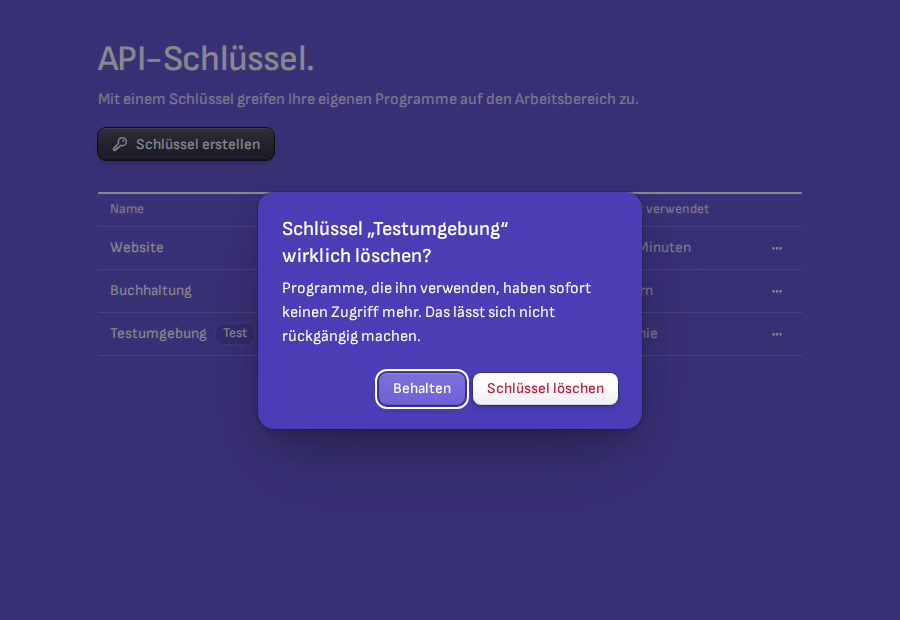 API-Schlüssel.
Mit einem Schlüssel greifen Ihre eigenen Programme auf den Arbeitsbereich zu.
Schlüssel erstellen
Name verwendet
Website Minuten
Buchhaltung
Testumgebung Test
Schlüssel „Testumgebung“
wirklich löschen?
Programme, die ihn verwenden, haben sofort
keinen Zugriff mehr. Das lässt sich nicht
rückgängig machen.
Behalten Schlüssel löschen